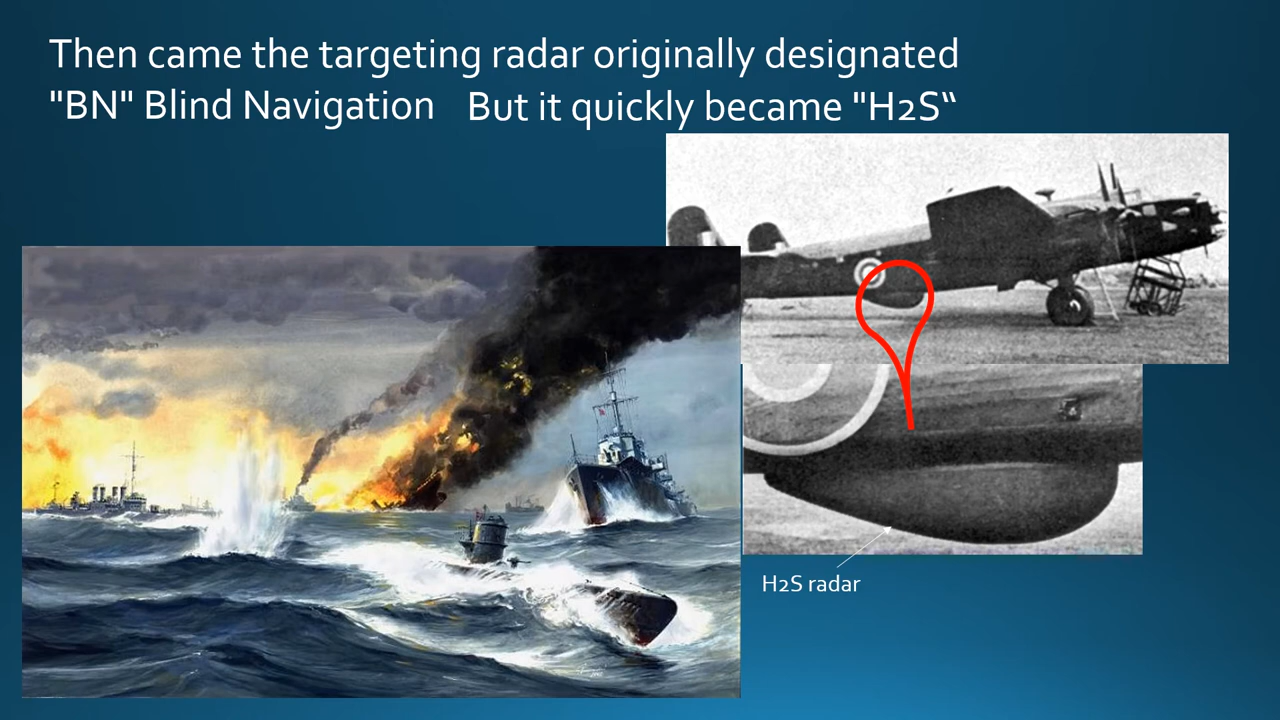 Then came the targeting radar originally designated
"BN" Blind Navigation   But it quickly became "H2S“
H2S radar